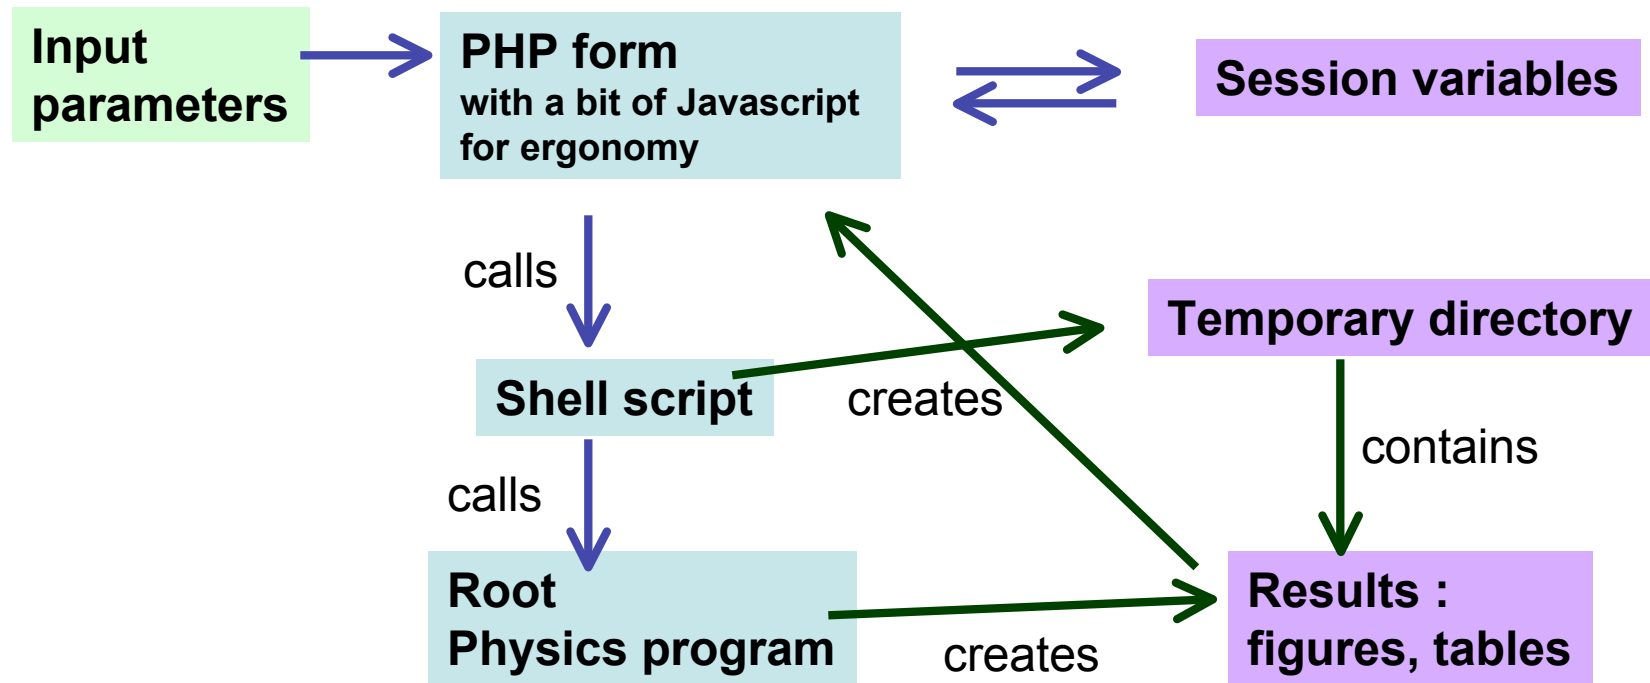 Input
parameters
PHP form
with a bit of Javascript
for ergonomy
Session variables
calls
Temporary directory
Shell script
creates
contains
calls
Root
Physics program
creates
Results :
figures, tables